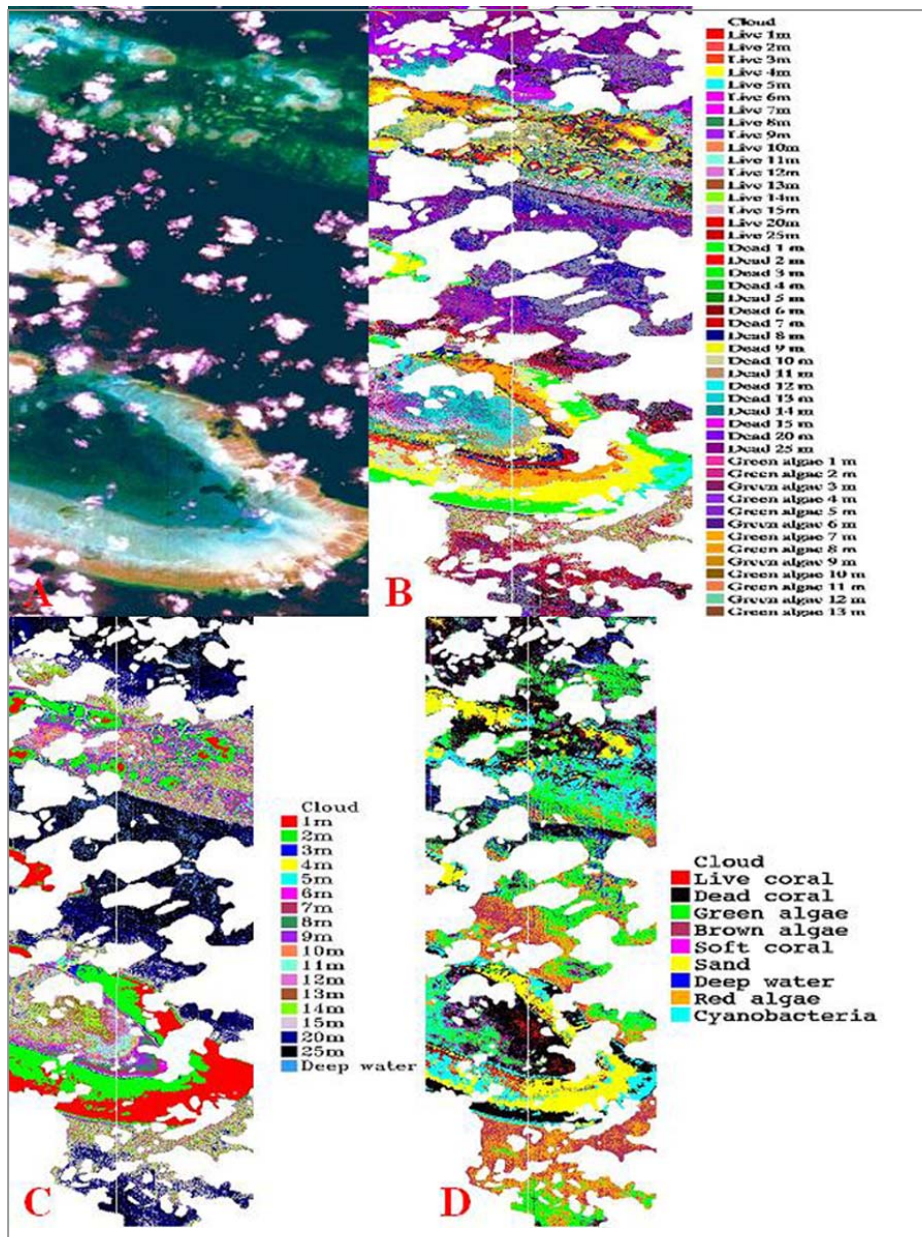 Cloud
Live 1m
Live 2m
Live 3m
Live 4m
Live 5m
Live 6m
Live 7m
Live 8m
Live 9m
Live 10m
Live 11m
Live 12m
Live 13m
Live 14m
Live 15m
Live 20m
Live 25m
Dead 1 m
Dead 2 m
Dead 3 m
Dead 4 m
Dead 5 m
Dead 6 m
Dead 7 m
Dead 8 m
Dead 9 m
Dead 10 m
Dead 11 m
Dead 12 m
Dead 13 m
Dead 14 m
Dead 15 m
Dead 20 m
Dead 25 m
Green algae 1 m
Green algae 2 m
Green algae 3 m
Green algae 4 m
Green algae 5 m
Green algae 6 m
Green algae 7 m
Green algae 8 m
Green algae 9 m
Green algae 10 m
Green algae 11 m
Green algae 12 m
Green algae 13 m
A
B
Cloud
1m
2m
3m
4m
5m
6m
7m
8m
9m
10m
11m
12m
13m
14m
15m
20m
25m
Deep water
C
Cloud
Live coral
Dead coral
Green algae
Brown algae
Soft coral
Sand
Deep water
Red algae
Cyanobacteria
D